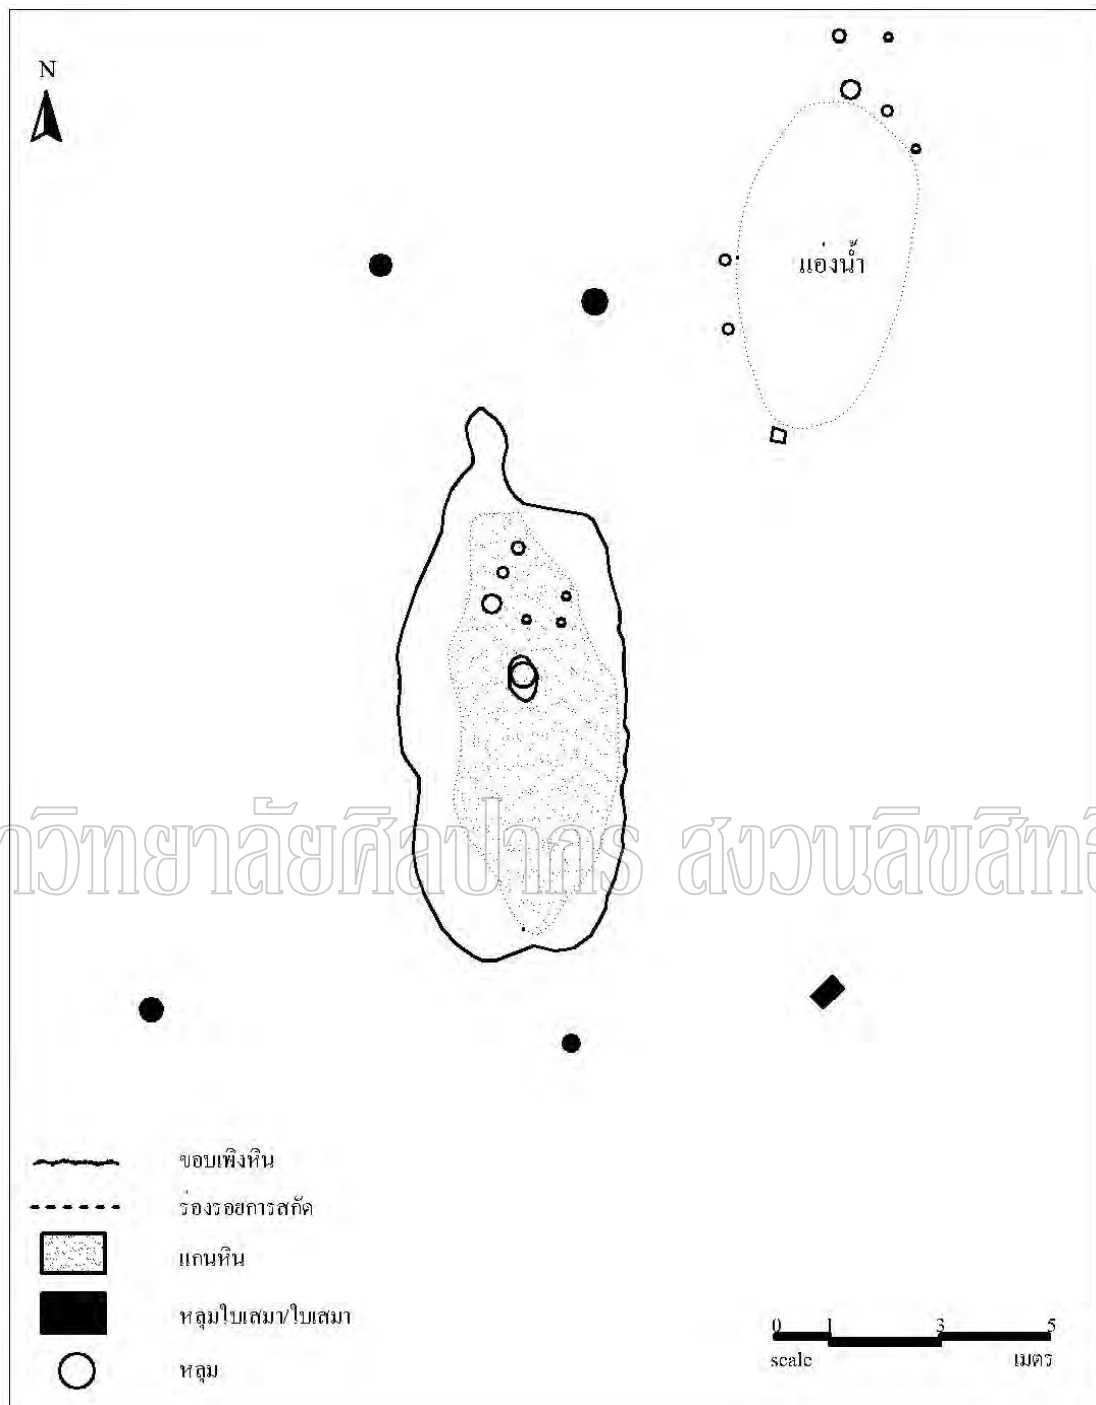 N
แอ่งน้ำ
าวิทยาลัยศิลปากร สงวนลิขสิทธิ
ขอบเพิงหิน
ร่องรอยการสกัด
แกนหิน
หลุมใบเสมา/ใบเสมา
หลุม
0 1 3 5
scale เมตร